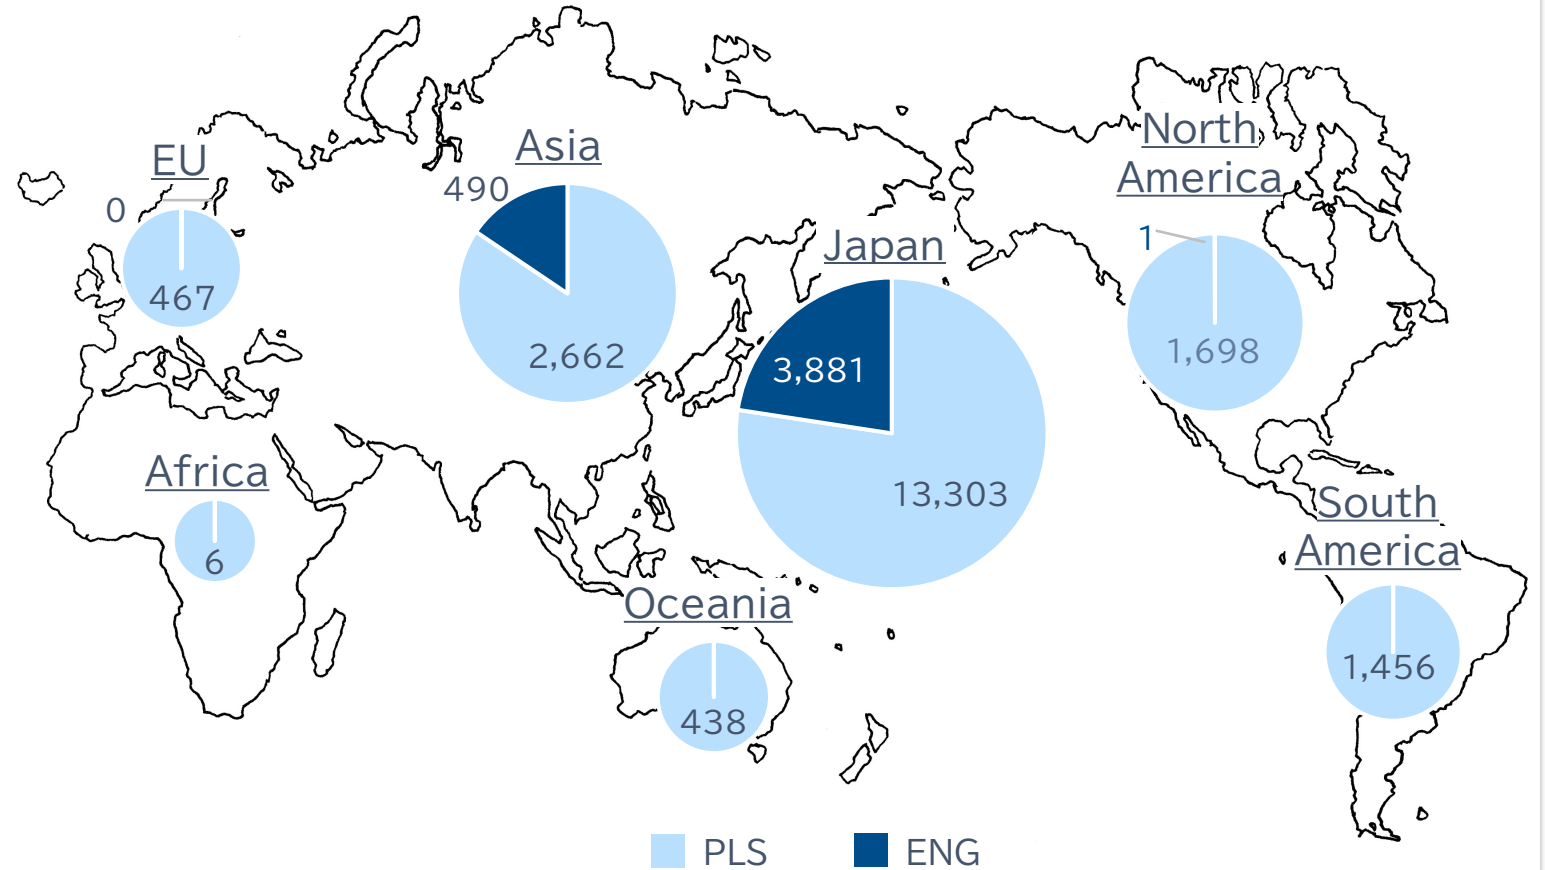 EU
0
467
Asia
490
2,662
Japan
3,881
13,303
North
America
1
1,698
Africa
6
Oceania
438
South
America
1,456
PLS
ENG